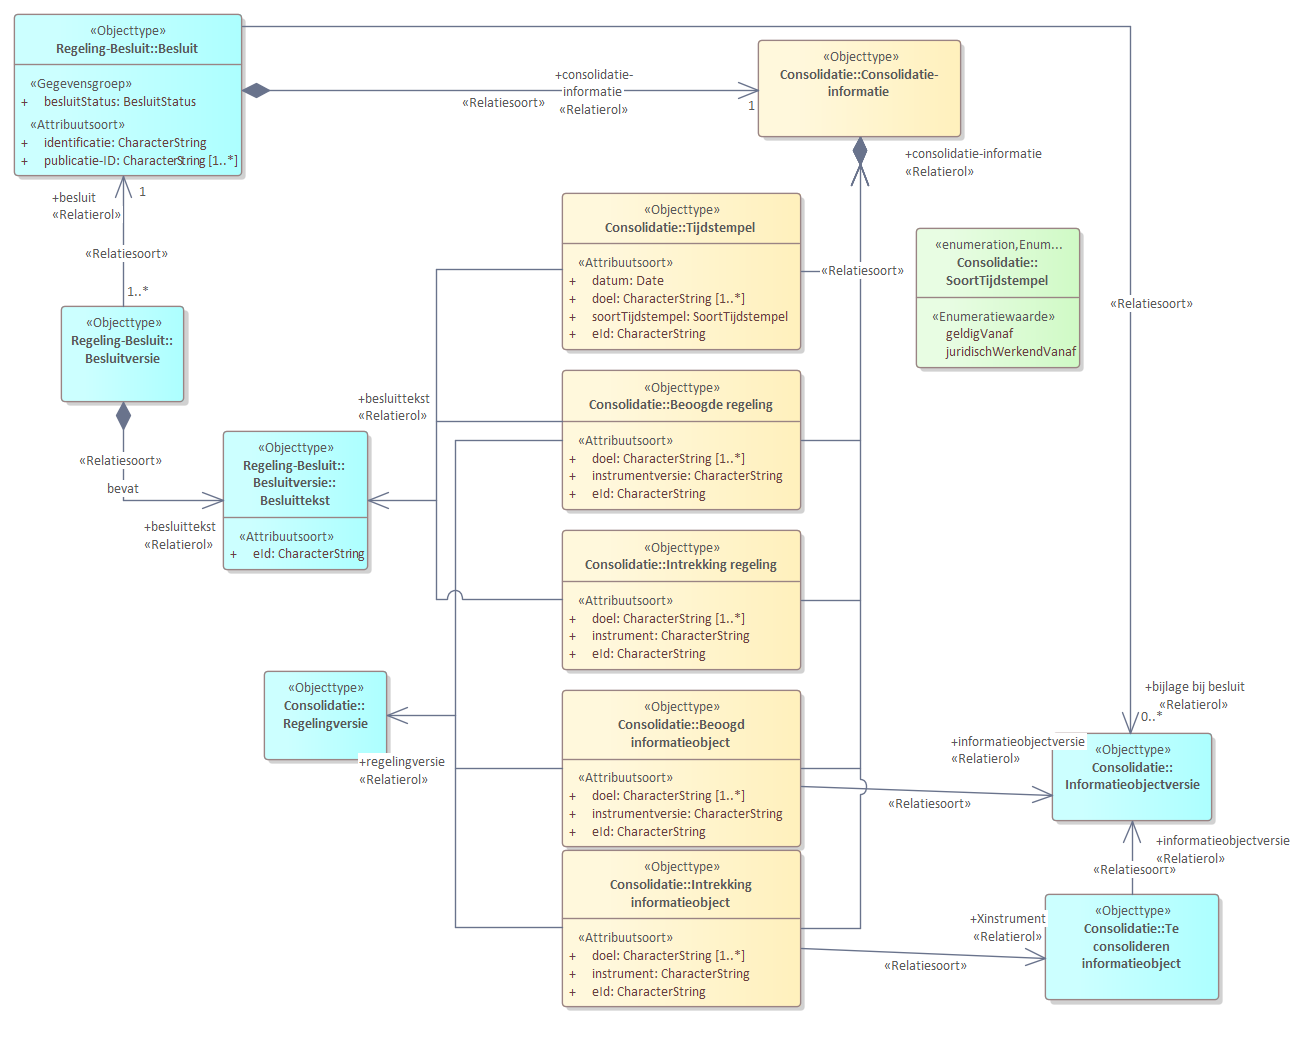 «Objecttype»
Regeling-Besluit::Besluit
«Gegevensgroep»
+ besluitStatus: BesluitStatus
«Attribuutsoort»
+ identificatie: CharacterString
+ publicatie-ID: CharacterString [1..*]
+consolidatie-
informatie
«Relatierol»
«Relatiesoort»
1
«Objecttype»
Consolidatie::Consolidatie-
informatie
+consolidatie-informatie
«Relatierol»
+besluit
«Relatierol»
1
«Relatiesoort»
1..*
«Objecttype»
Regeling-Besluit::
Besluitversie
«Relatiesoort»
bevat
+besluittekst
«Relatierol»
«Objecttype»
Regeling-Besluit::
Besluitversie::
Besluittekst
«Attribuutsoort»
+ eId: CharacterString
+besluittekst
«Relatierol»
«Objecttype»
Consolidatie::Tijdstempel
«Attribuutsoort»
+ datum: Date
+ doel: CharacterString [1..*]
+ soortTijdstempel: SoortTijdstempel
+ eId: CharacterString
«Relatiesoort»
«enumeration,Enum...
Consolidatie::
SoortTijdstempel
«Enumeratiewaarde»
geldigVanaf
juridischWerkendVanaf
«Relatiesoort»
«Objecttype»
Consolidatie::Beoogde regeling
«Attribuutsoort»
+ doel: CharacterString [1..*]
+ instrumentversie: CharacterString
+ eId: CharacterString
«Objecttype»
Consolidatie::Intrekking regeling
«Attribuutsoort»
+ doel: CharacterString [1..*]
+ instrument: CharacterString
+ eId: CharacterString
«Objecttype»
Consolidatie::
Regelingversie
+regelingversie
«Relatierol»
«Objecttype»
Consolidatie::Beoogd
informatieobject
«Attribuutsoort»
+ doel: CharacterString [1..*]
+ instrumentversie: CharacterString
+ eId: CharacterString
«Objecttype»
Consolidatie::Intrekking
informatieobject
«Attribuutsoort»
+ doel: CharacterString [1..*]
+ instrument: CharacterString
+ eId: CharacterString
+bijlage bij besluit
«Relatierol»
0..*
+informatieobjectversie
«Relatierol»
«Relatiesoort»
«Objecttype»
Consolidatie::
Informatieobjectversie
+informatieobjectversie
«Relatierol»
«Relatiesoort»
+Xinstrument
«Relatierol»
«Relatiesoort»
«Objecttype»
Consolidatie::Te
consolideren
informatieobject